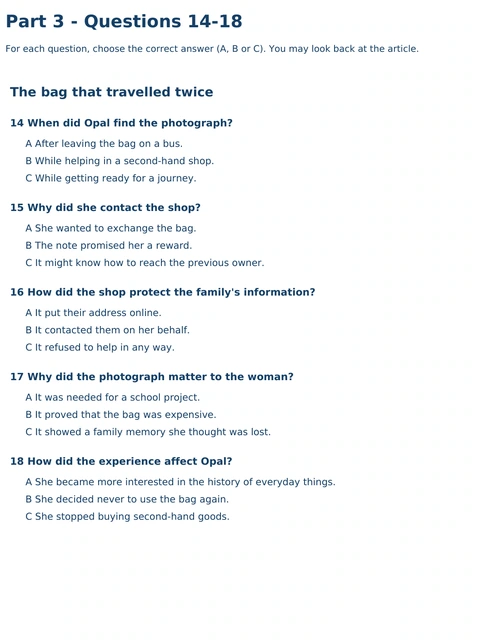 Part 3 - Questions 14-18
For each question, choose the correct answer (A, B or C). You may look back at the article.
The bag that travelled twice
14 When did Opal find the photograph?
A After leaving the bag on a bus.
B While helping in a second-hand shop.
C While getting ready for a journey.
15 Why did she contact the shop?
A She wanted to exchange the bag.
B The note promised her a reward.
C It might know how to reach the previous owner.
16 How did the shop protect the family's information?
A It put their address online.
B It contacted them on her behalf.
C It refused to help in any way.
17 Why did the photograph matter to the woman?
A It was needed for a school project.
B It proved that the bag was expensive.
C It showed a family memory she thought was lost.
18 How did the experience affect Opal?
A She became more interested in the history of everyday things.
B She decided never to use the bag again.
C She stopped buying second-hand goods.